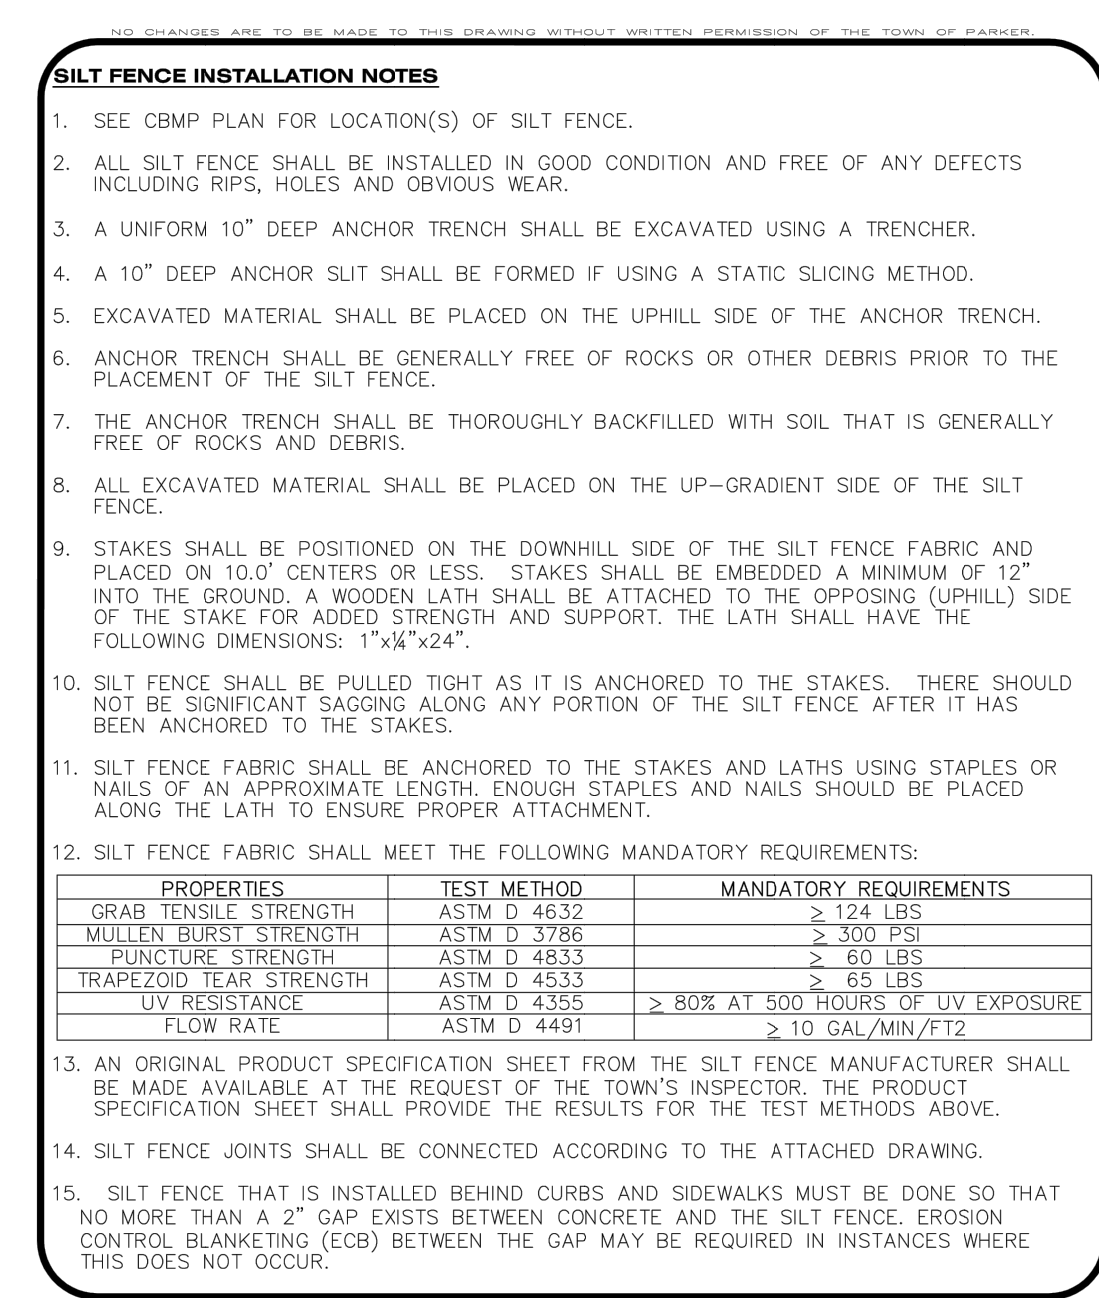 NO CHANGES ARE TO BE MADE TO THIS DRAWING WITHOUT WRITTEN PERMISSION OF THE TOWN OF PARKER.
SILT FENCE INSTALLATION NOTES
1. SEE CBMP PLAN FOR LOCATION(S) OF SILT FENCE.
2. ALL SILT FENCE SHALL BE INSTALLED IN GOOD CONDITION AND FREE OF ANY DEFECTS
INCLUDING RIPS, HOLES AND OBVIOUS WEAR.
3. A UNIFORM 10" DEEP ANCHOR TRENCH SHALL BE EXCAVATED USING A TRENCHER.
4. A 10" DEEP ANCHOR SLIT SHALL BE FORMED IF USING A STATIC SLICING METHOD.
5. EXCAVATED MATERIAL SHALL BE PLACED ON THE UPHILL SIDE OF THE ANCHOR TRENCH.
6. ANCHOR TRENCH SHALL BE GENERALLY FREE OF ROCKS OR OTHER DEBRIS PRIOR TO THE
PLACEMENT OF THE SILT FENCE.
7. THE ANCHOR TRENCH SHALL BE THOROUGHLY BACKFILLED WITH SOIL THAT IS GENERALLY
FREE OF ROCKS AND DEBRIS.
8. ALL EXCAVATED MATERIAL SHALL BE PLACED ON THE UP-GRADIENT SIDE OF THE SILT
FENCE.
9. STAKES SHALL BE POSITIONED ON THE DOWNHILL SIDE OF THE SILT FENCE FABRIC AND
PLACED ON 10.0' CENTERS OR LESS. STAKES SHALL BE EMBEDDED A MINIMUM OF 12"
INTO THE GROUND. A WOODEN LATH SHALL BE ATTACHED TO THE OPPOSING (UPHILL) SIDE
OF THE STAKE FOR ADDED STRENGTH AND SUPPORT. THE LATH SHALL HAVE THE
FOLLOWING DIMENSIONS: 1"x¼"x24".
10. SILT FENCE SHALL BE PULLED TIGHT AS IT IS ANCHORED TO THE STAKES. THERE SHOULD
NOT BE SIGNIFICANT SAGGING ALONG ANY PORTION OF THE SILT FENCE AFTER IT HAS
BEEN ANCHORED TO THE STAKES.
11. SILT FENCE FABRIC SHALL BE ANCHORED TO THE STAKES AND LATHS USING STAPLES OR
NAILS OF AN APPROXIMATE LENGTH. ENOUGH STAPLES AND NAILS SHOULD BE PLACED
ALONG THE LATH TO ENSURE PROPER ATTACHMENT.
12. SILT FENCE FABRIC SHALL MEET THE FOLLOWING MANDATORY REQUIREMENTS:
PROPERTIES TEST METHOD MANDATORY REQUIREMENTS
GRAB TENSILE STRENGTH ASTM D 4632 ≥ 124 LBS
MULLEN BURST STRENGTH ASTM D 3786 ≥ 300 PSI
PUNCTURE STRENGTH ASTM D 4833 ≥ 60 LBS
TRAPEZOID TEAR STRENGTH ASTM D 4533 ≥ 65 LBS
UV RESISTANCE ASTM D 4355 ≥ 80% AT 500 HOURS OF UV EXPOSURE
FLOW RATE ASTM D 4491 ≥ 10 GAL/MIN/FT2
13. AN ORIGINAL PRODUCT SPECIFICATION SHEET FROM THE SILT FENCE MANUFACTURER SHALL
BE MADE AVAILABLE AT THE REQUEST OF THE TOWN'S INSPECTOR. THE PRODUCT
SPECIFICATION SHEET SHALL PROVIDE THE RESULTS FOR THE TEST METHODS ABOVE.
14. SILT FENCE JOINTS SHALL BE CONNECTED ACCORDING TO THE ATTACHED DRAWING.
15. SILT FENCE THAT IS INSTALLED BEHIND CURBS AND SIDEWALKS MUST BE DONE SO THAT
NO MORE THAN A 2" GAP EXISTS BETWEEN CONCRETE AND THE SILT FENCE. EROSION
CONTROL BLANKETING (ECB) BETWEEN THE GAP MAY BE REQUIRED IN INSTANCES WHERE
THIS DOES NOT OCCUR.